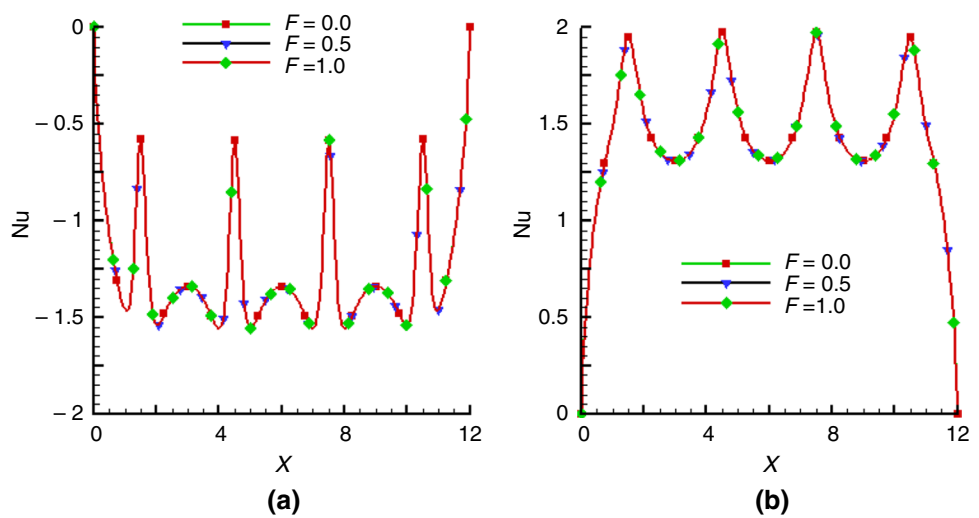 F = 0.0
F = 0.5
F =1.0
0
– 0.5
– 1
– 1.5
– 2
Nu
0
4
8
12
X
(a)
F = 0.0
F = 0.5
F =1.0
2
1.5
1
0.5
0
Nu
0
4
8
12
X
(b)